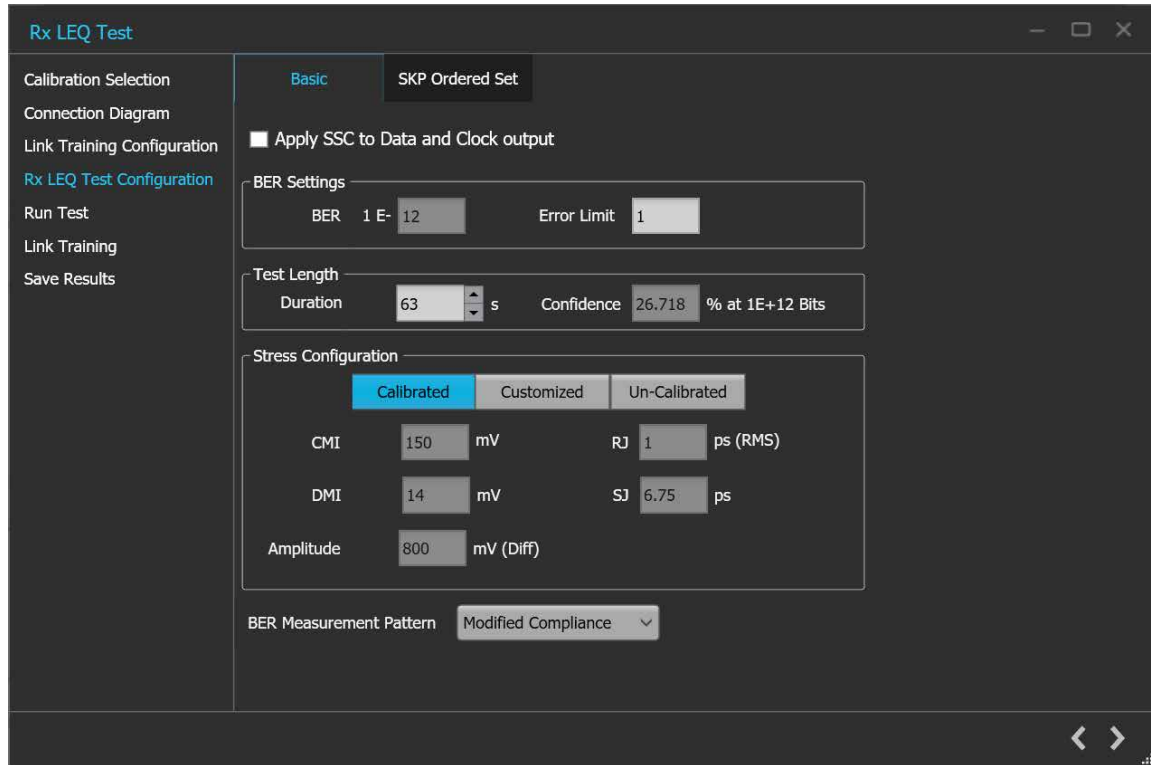 Rx LEQ Test
Calibration Selection
Connection Diagram
Link Training Configuration
Rx LEQ Test Configuration
Run Test
Link Training
Save Results
Basic SKP Ordered Set
Apply SSC to Data and Clock output
BER Settings
BER 1 E- 12 Error Limit 1
Test Length
Duration 63 s Confidence 26.718 % at 1E+12 Bits
Stress Configuration
Calibrated Customized Un-Calibrated
CMI 150 mV RJ 1 ps (RMS)
DMI 14 mV SJ 6.75 ps
Amplitude 800 mV (Diff)
BER Measurement Pattern Modified Compliance